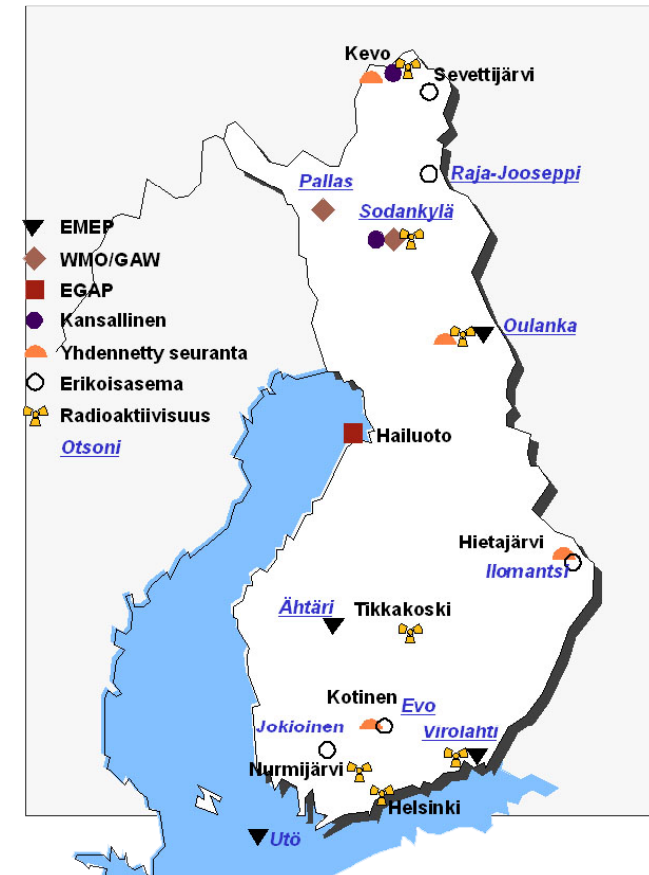 Kevo
Sevettijärvi
Pallas
Raja-Jooseppi
Sodankylä
EMEP
WMO/GAW
EGAP
Kansallinen
Yhdennetty seuranta
Erikoisasema
Radioaktiivisuus
Otsoni
Oulanka
Hailuoto
Hietajärvi
Ilomantsi
Ähtäri
Tikkakoski
Kotinen
Evo
Jokioinen
Virolahti
Nurmijärvi
Helsinki
Utö